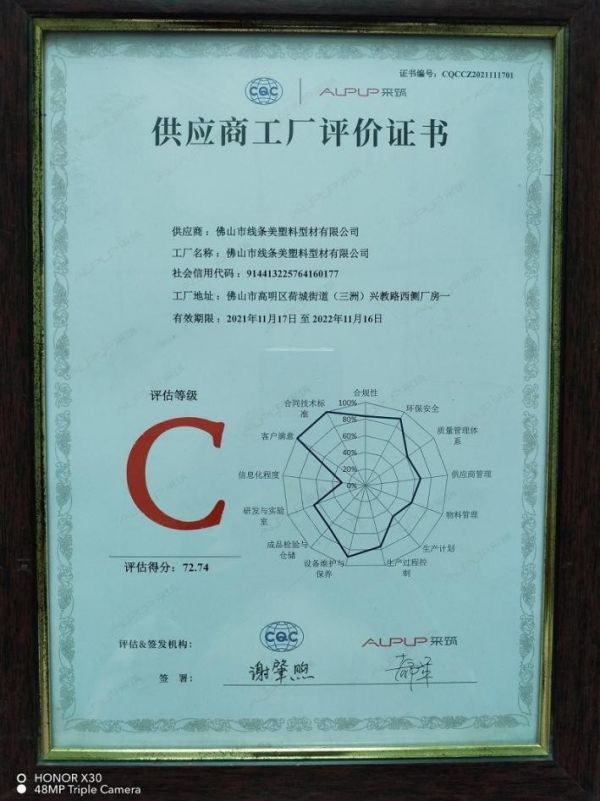 证书编号：CQCCZ2021111701
CQC
AUPUP采筑
供应商工厂评价证书
供应商：佛山市线条美塑料型材有限公司
工厂名称：佛山市线条美塑料型材有限公司
社会信用代码：914413225764160177
工厂地址：佛山市高明区荷城街道（三洲）兴教路西侧厂房一
有效期限：2021年11月17日 至 2022年11月16日
评估等级
C
评估得分：72.74
合规性
环保安全
质量管理体
系
供应商管理
物料管理
生产计划
生产过程控
制
设备维护与
保养
成品检验与
仓储
研发与实验
室
信息化程度
客户满意
合同技术标
准
100%
80%
60%
40%
20%
0%
评估&签发机构：
CQC
AUPUP采筑
签 署：
谢肇煦
HONOR X30
48MP Triple Camera